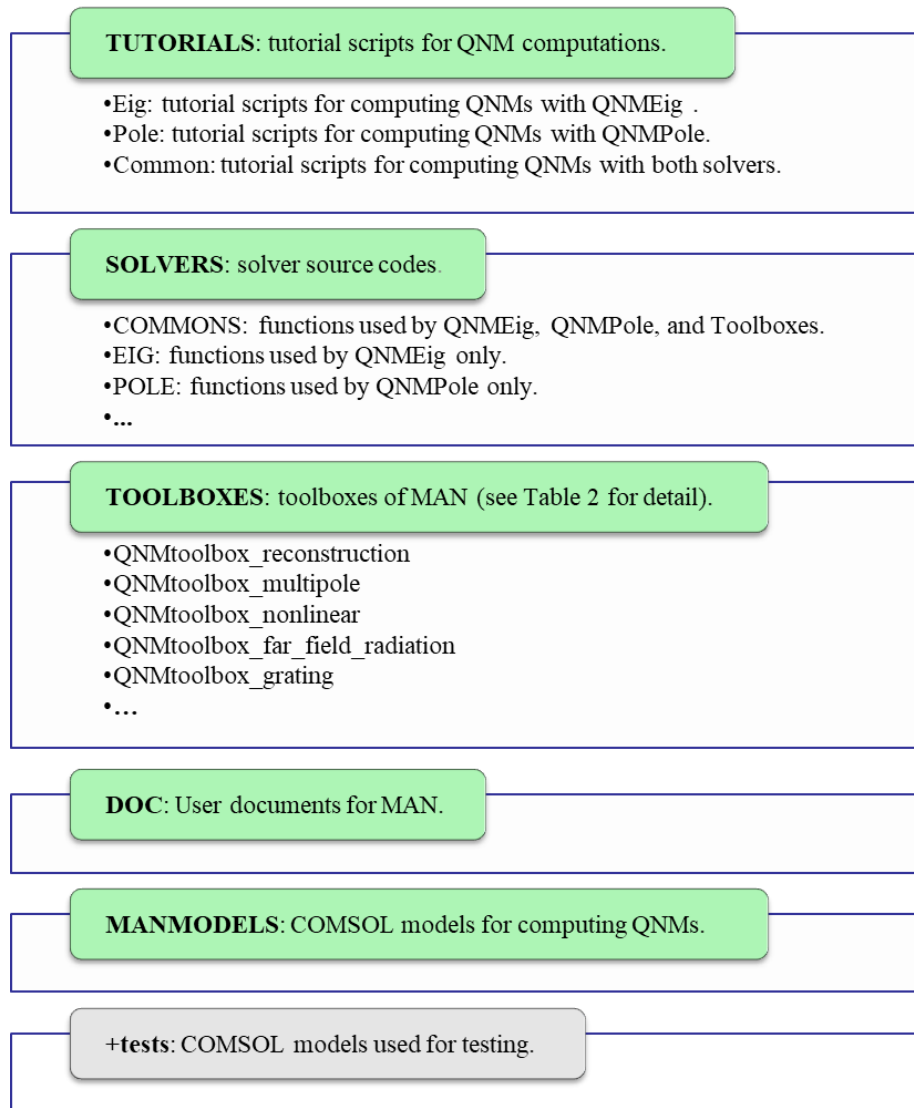 TUTORIALS: tutorial scripts for QNM computations.
•Eig: tutorial scripts for computing QNMs with QNMEig .
•Pole: tutorial scripts for computing QNMs with QNMPole.
•Common: tutorial scripts for computing QNMs with both solvers.
SOLVERS: solver source codes.
•COMMONS: functions used by QNMEig, QNMPole, and Toolboxes.
•EIG: functions used by QNMEig only.
•POLE: functions used by QNMPole only.
•...
TOOLBOXES: toolboxes of MAN (see Table 2 for detail).
•QNMtoolbox_reconstruction
•QNMtoolbox_multipole
•QNMtoolbox_nonlinear
•QNMtoolbox_far_field_radiation
•QNMtoolbox_grating
•...
DOC: User documents for MAN.
MANMODELS: COMSOL models for computing QNMs.
+tests: COMSOL models used for testing.